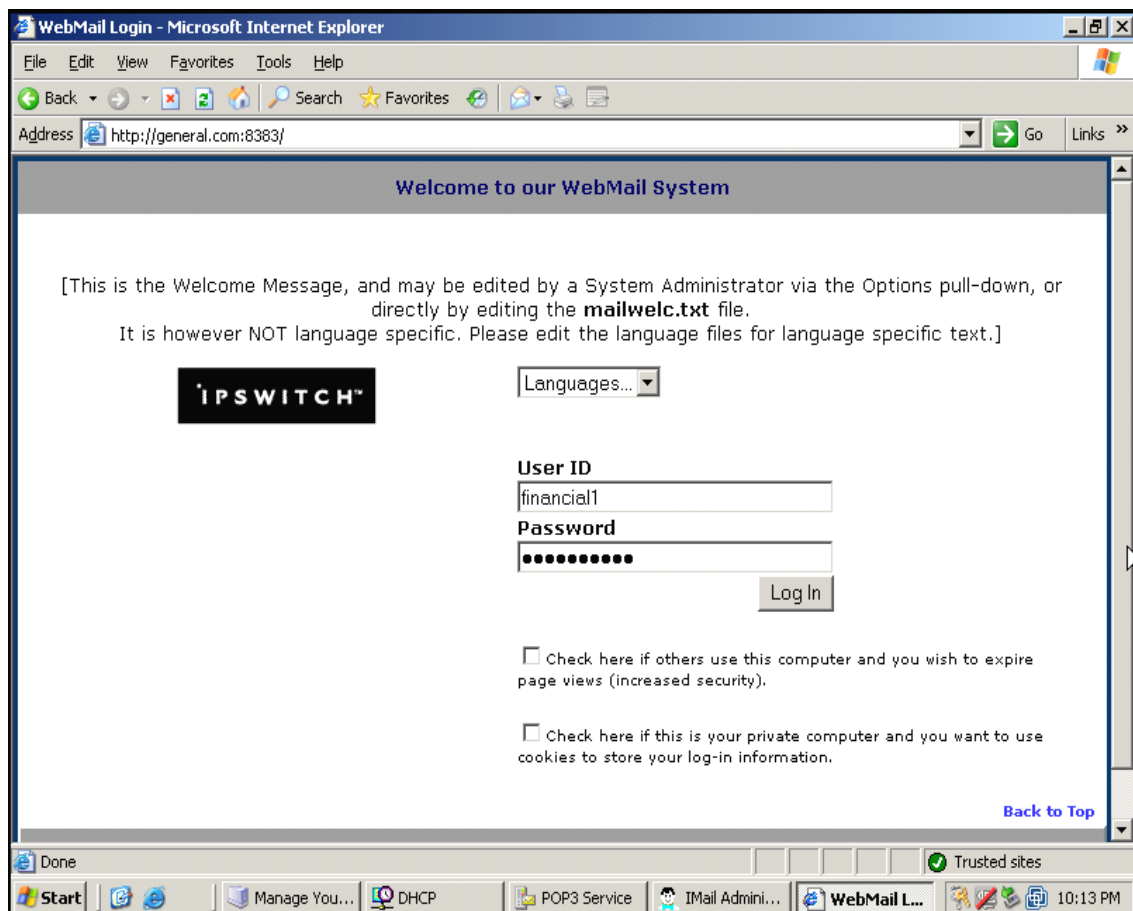 WebMail Login - Microsoft Internet Explorer
File Edit View Favorites Tools Help
Back Search Favorites
Address http://general.com:8383/ Go Links »
Welcome to our WebMail System
[This is the Welcome Message, and may be edited by a System Administrator via the Options pull-down, or
directly by editing the mailwelc.txt file.
It is however NOT language specific. Please edit the language files for language specific text.]
IPSWITCH™ Languages...
User ID
financial1
Password
••••••••••
Log In
Check here if others use this computer and you wish to expire
page views (increased security).
Check here if this is your private computer and you want to use
cookies to store your log-in information.
Back to Top
Done Trusted sites
Start Manage You... DHCP POP3 Service IMail Admini... WebMail L... 10:13 PM